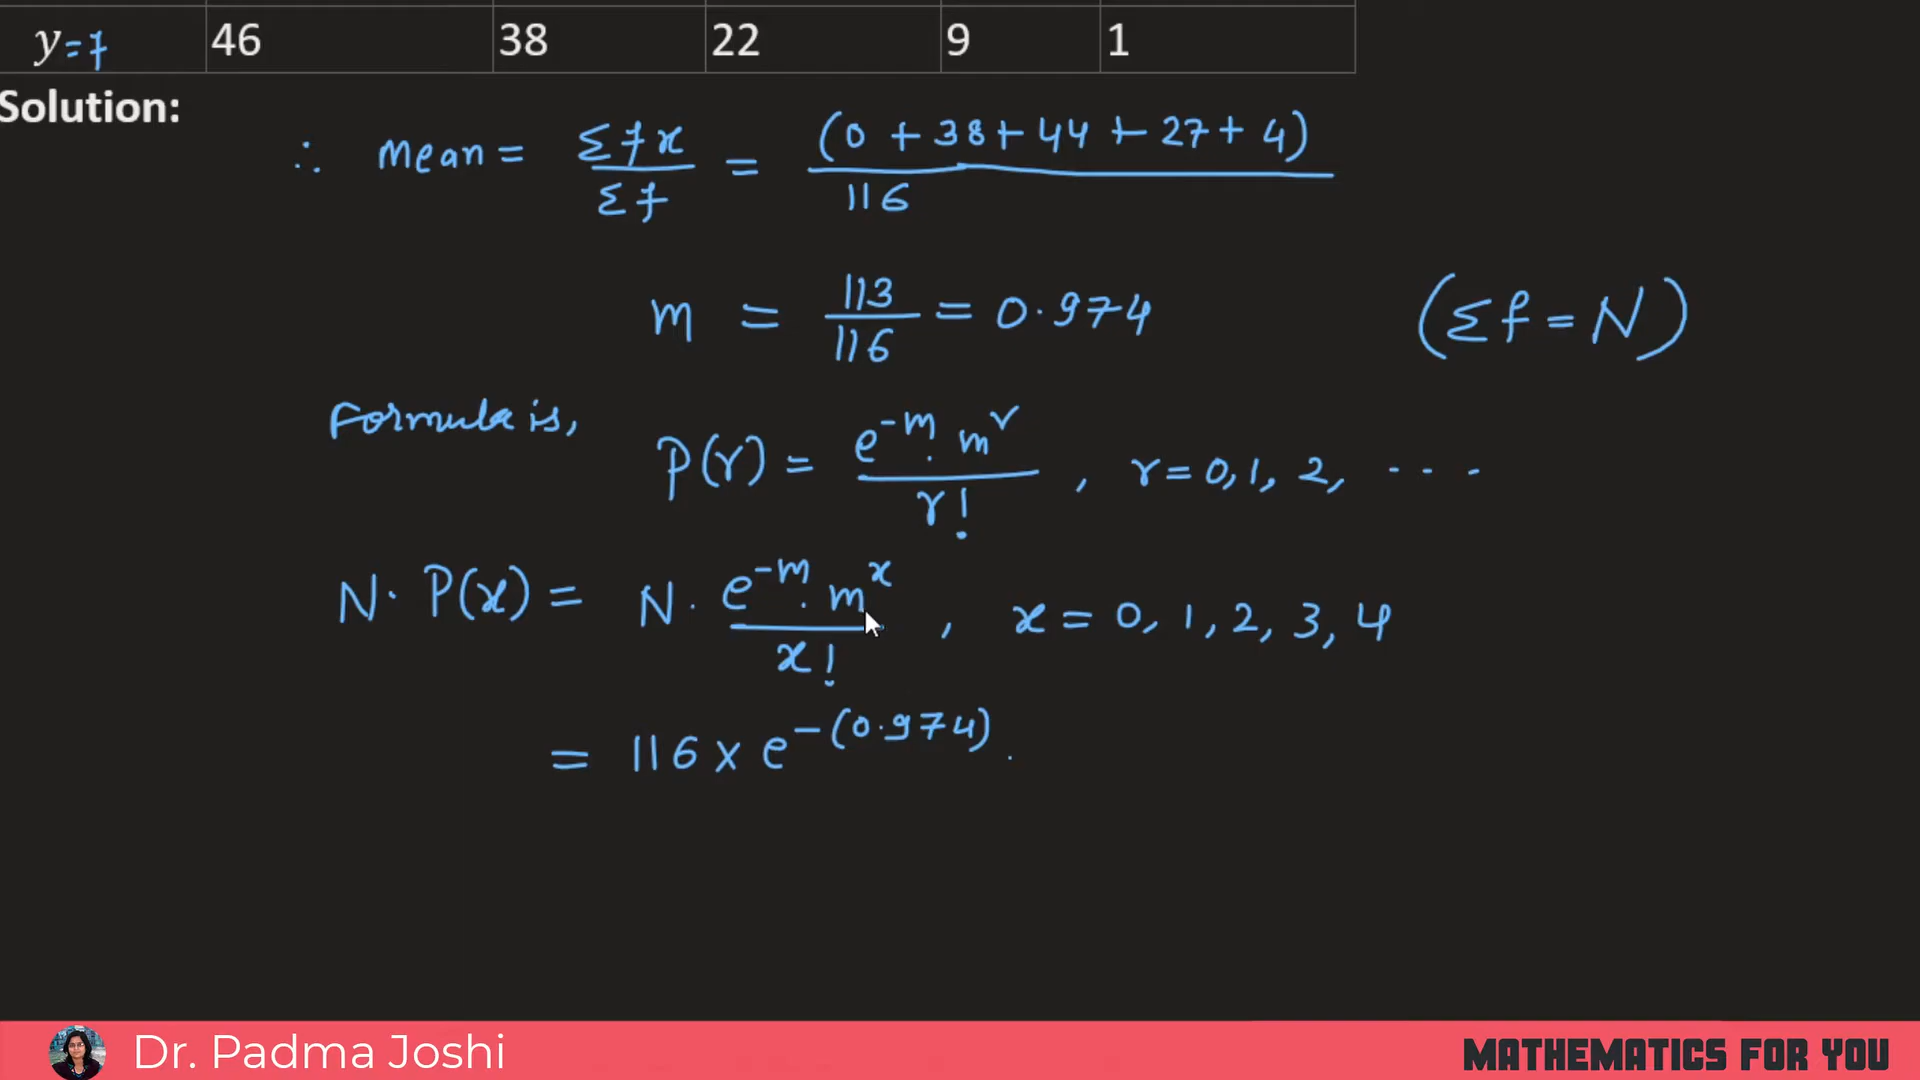 y=f 46 38 22 9 1
Solution:
∴ Mean = Σfx/Σf = (0 + 38 + 44 + 27 + 4)/116
m = 113/116 = 0.974 (Σf = N)
Formula is, P(r) = e^-m . m^r / r! , r = 0, 1, 2, ....
N. P(x) = N. e^-m . m^x / x! , x = 0, 1, 2, 3, 4
= 116 x e^-(0.974) .
Dr. Padma Joshi
MATHEMATICS FOR YOU